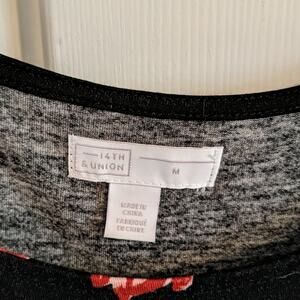 14TH
& UNION
M
MADE IN
CHINA
FABRIQUÉ
EN CHINE